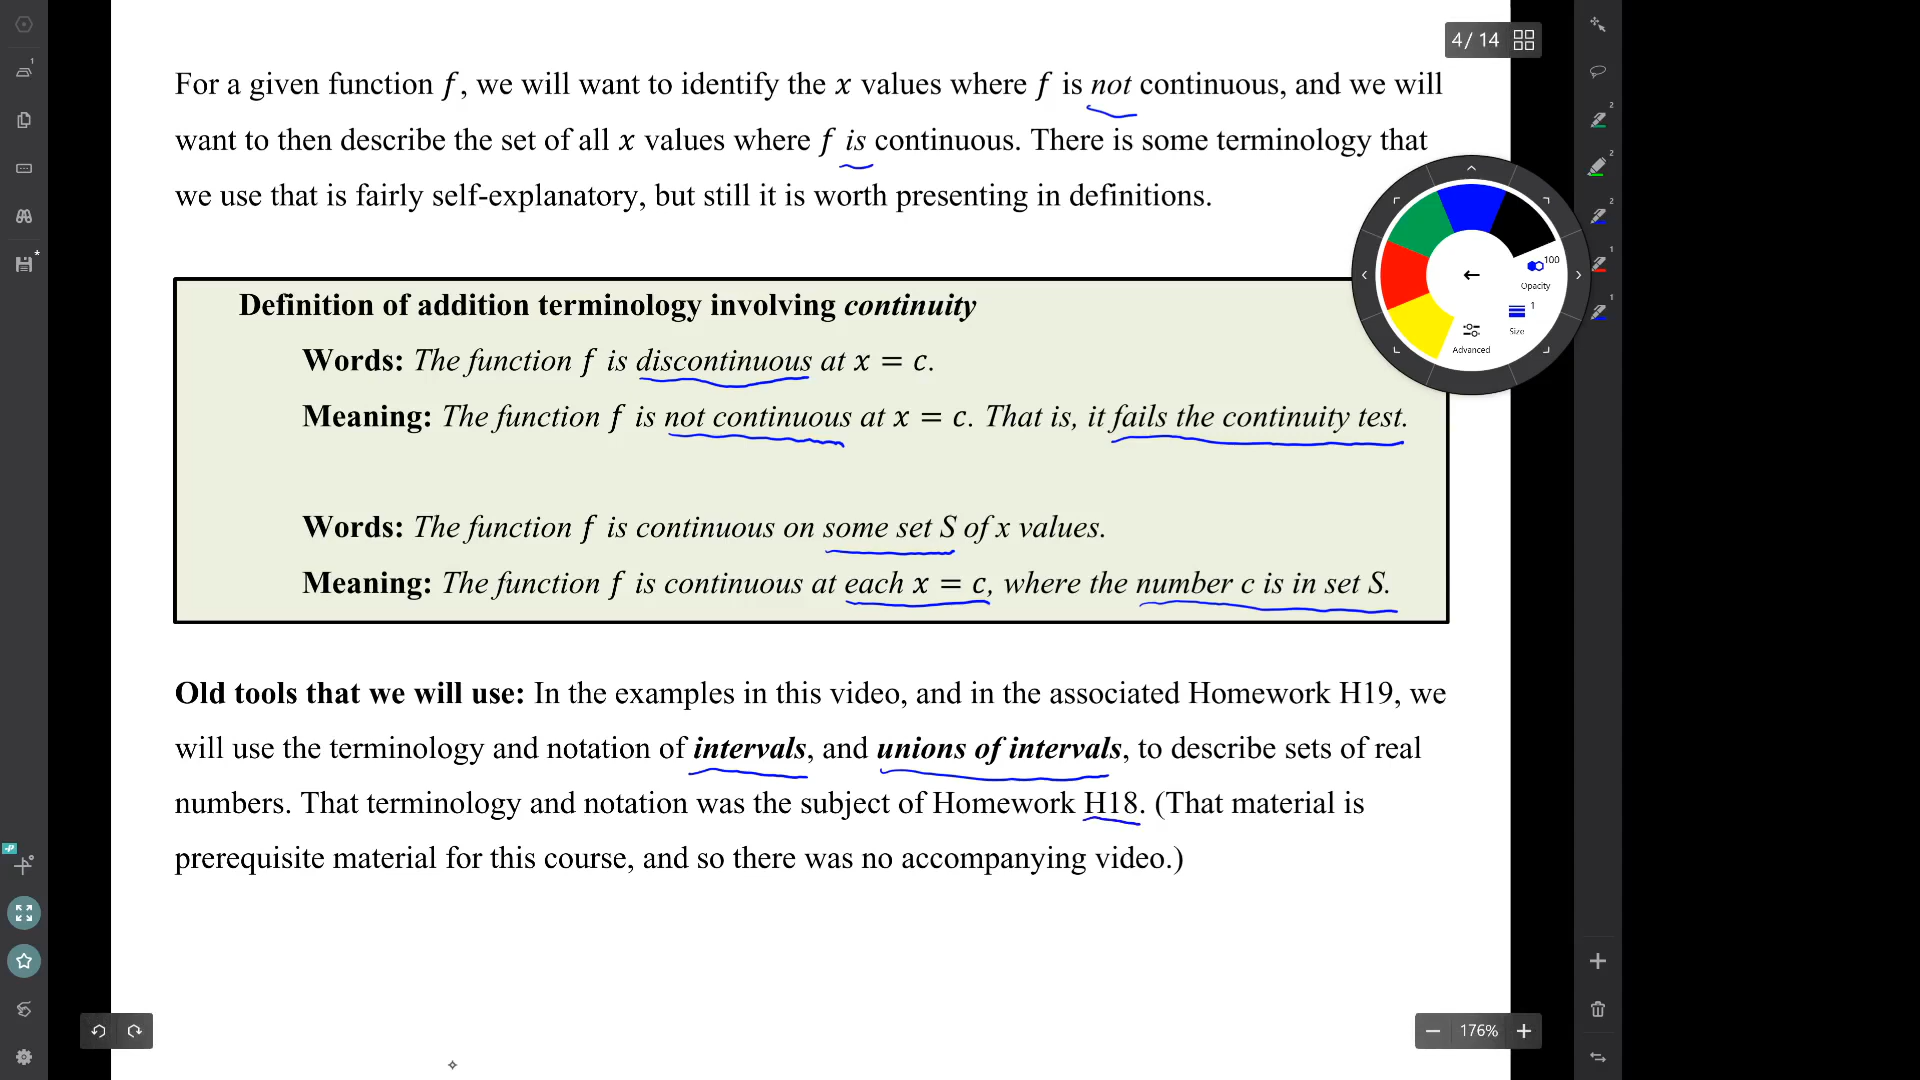 4 / 14
For a given function f, we will want to identify the x values where f is not continuous, and we will
want to then describe the set of all x values where f is continuous. There is some terminology that
we use that is fairly self-explanatory, but still it is worth presenting in definitions.
100
Opacity
1
Size
Advanced
Definition of addition terminology involving continuity
Words: The function f is discontinuous at x = c.
Meaning: The function f is not continuous at x = c. That is, it fails the continuity test.
Words: The function f is continuous on some set S of x values.
Meaning: The function f is continuous at each x = c, where the number c is in set S.
Old tools that we will use: In the examples in this video, and in the associated Homework H19, we
will use the terminology and notation of intervals, and unions of intervals, to describe sets of real
numbers. That terminology and notation was the subject of Homework H18. (That material is
prerequisite material for this course, and so there was no accompanying video.)
176%
1
2
2
2
1
1